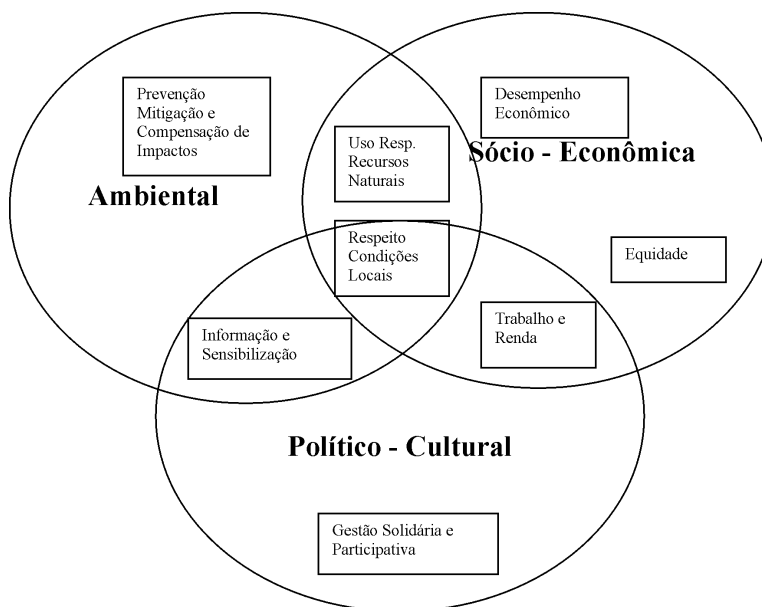 Prevenção
Mitigação e
Compensação de
Impactos
Ambiental
Uso Resp.
Recursos
Naturais
Desempenho
Econômico
Sócio - Econômica
Respeito
Condições
Locais
Equidade
Informação e
Sensibilização
Trabalho e
Renda
Político - Cultural
Gestão Solidária e
Participativa